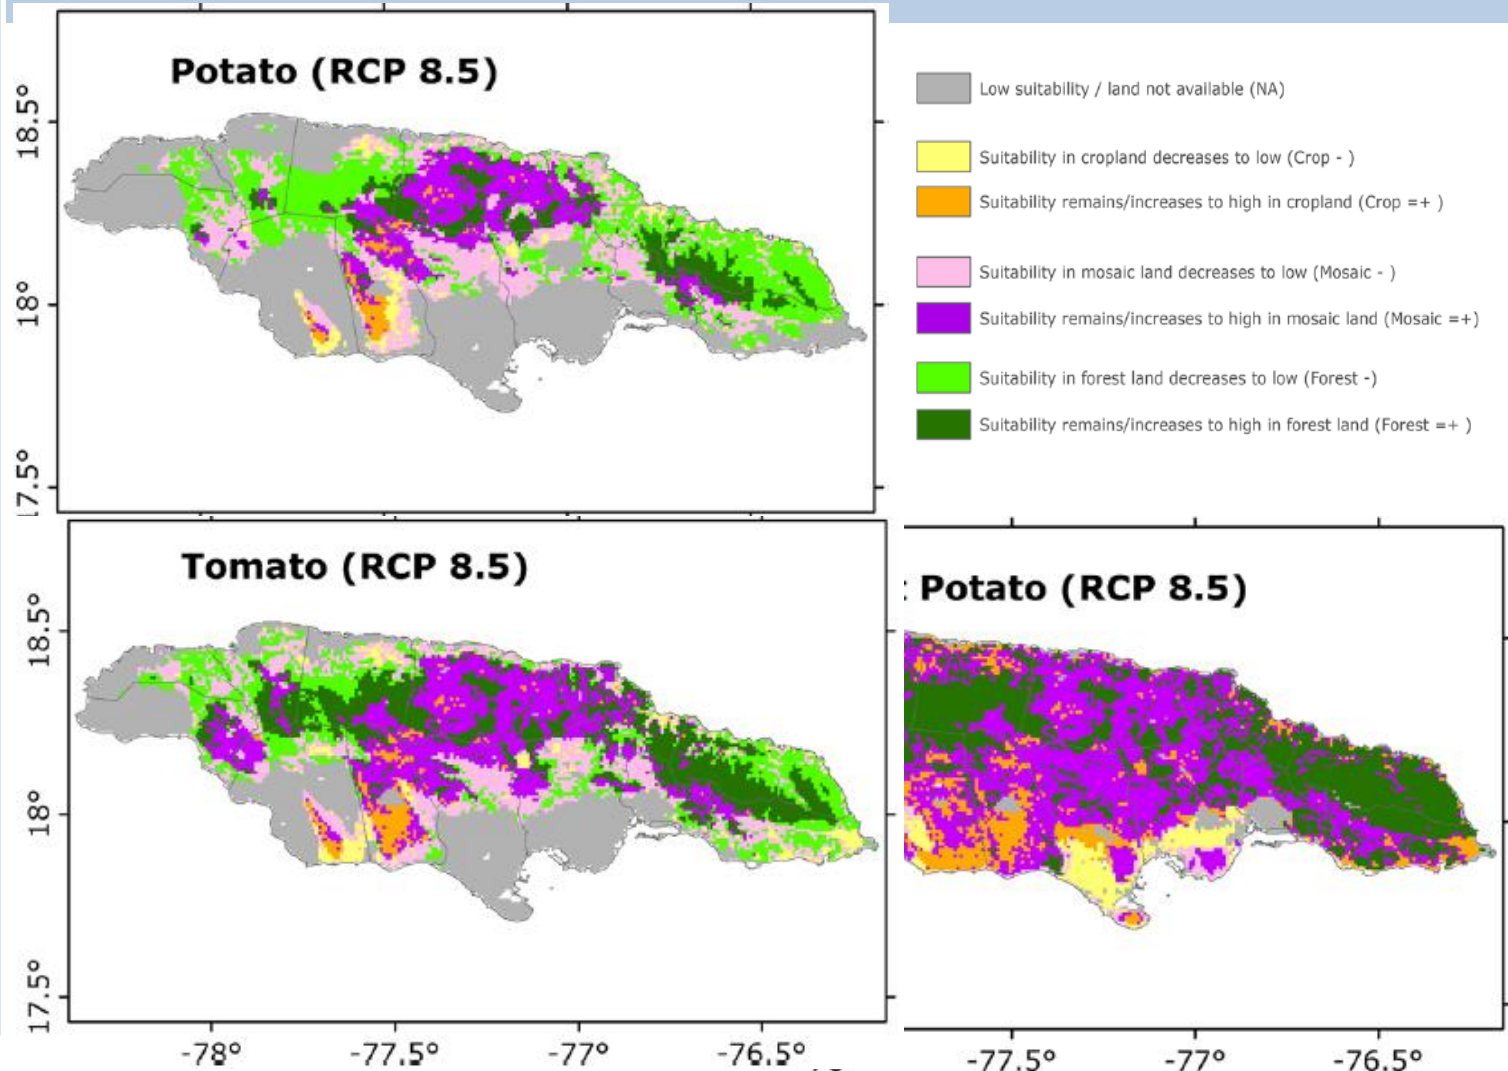 Potato (RCP 8.5)
18.5°
18°
17.5°
Low suitability / land not available (NA)
Suitability in cropland decreases to low (Crop - )
Suitability remains/increases to high in cropland (Crop =+ )
Suitability in mosaic land decreases to low (Mosaic - )
Suitability remains/increases to high in mosaic land (Mosaic =+)
Suitability in forest land decreases to low (Forest -)
Suitability remains/increases to high in forest land (Forest =+ )
Tomato (RCP 8.5)
18.5°
18°
17.5°
-78° -77.5° -77° -76.5°
Potato (RCP 8.5)
-77.5° -77° -76.5°